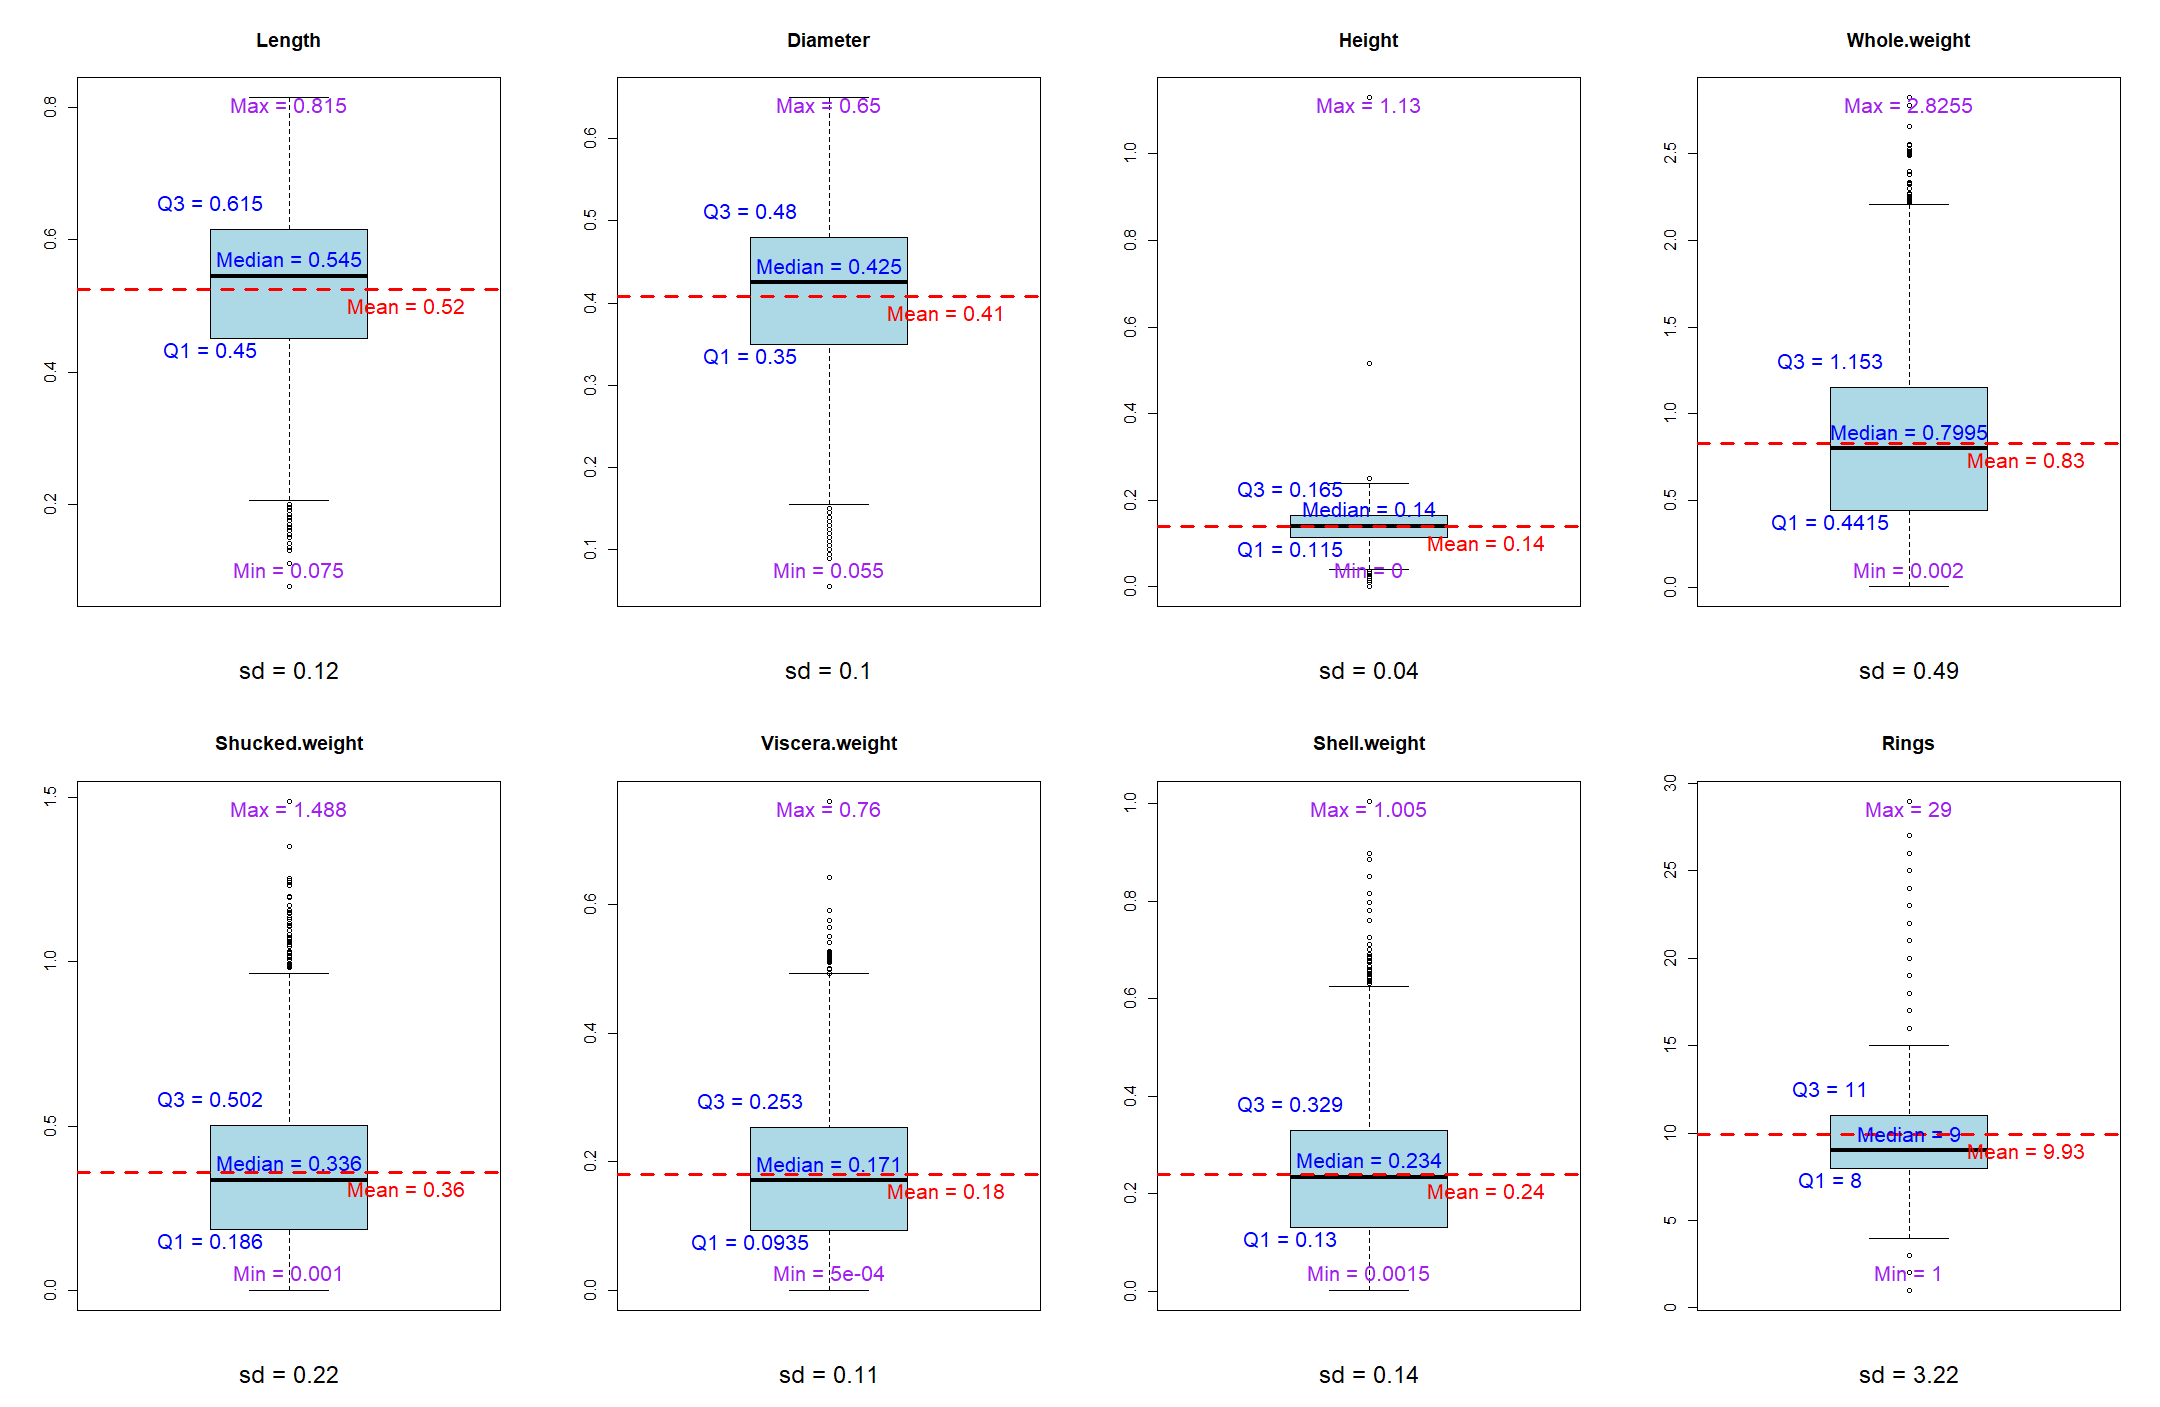 Length
0.2 0.4 0.6 0.8
Max = 0.815
Q3 = 0.615
Median = 0.545
Mean = 0.52
Q1 = 0.45
Min = 0.075
sd = 0.12
Diameter
0.1 0.2 0.3 0.4 0.5 0.6
Max = 0.65
Q3 = 0.48
Median = 0.425
Mean = 0.41
Q1 = 0.35
Min = 0.055
sd = 0.1
Height
0.0 0.2 0.4 0.6 0.8 1.0
Max = 1.13
Q3 = 0.165
Median = 0.14
Mean = 0.14
Q1 = 0.115
Min = 0
sd = 0.04
Whole.weight
0.0 0.5 1.0 1.5 2.0 2.5
Max = 2.8255
Q3 = 1.153
Median = 0.7995
Mean = 0.83
Q1 = 0.4415
Min = 0.002
sd = 0.49
Shucked.weight
0.0 0.5 1.0 1.5
Max = 1.488
Q3 = 0.502
Median = 0.336
Mean = 0.36
Q1 = 0.186
Min = 0.001
sd = 0.22
Viscera.weight
0.0 0.2 0.4 0.6
Max = 0.76
Q3 = 0.253
Median = 0.171
Mean = 0.18
Q1 = 0.0935
Min = 5e-04
sd = 0.11
Shell.weight
0.0 0.2 0.4 0.6 0.8 1.0
Max = 1.005
Q3 = 0.329
Median = 0.234
Mean = 0.24
Q1 = 0.13
Min = 0.0015
sd = 0.14
Rings
0 5 10 15 20 25 30
Max = 29
Q3 = 11
Median = 9
Mean = 9.93
Q1 = 8
Min = 1
sd = 3.22